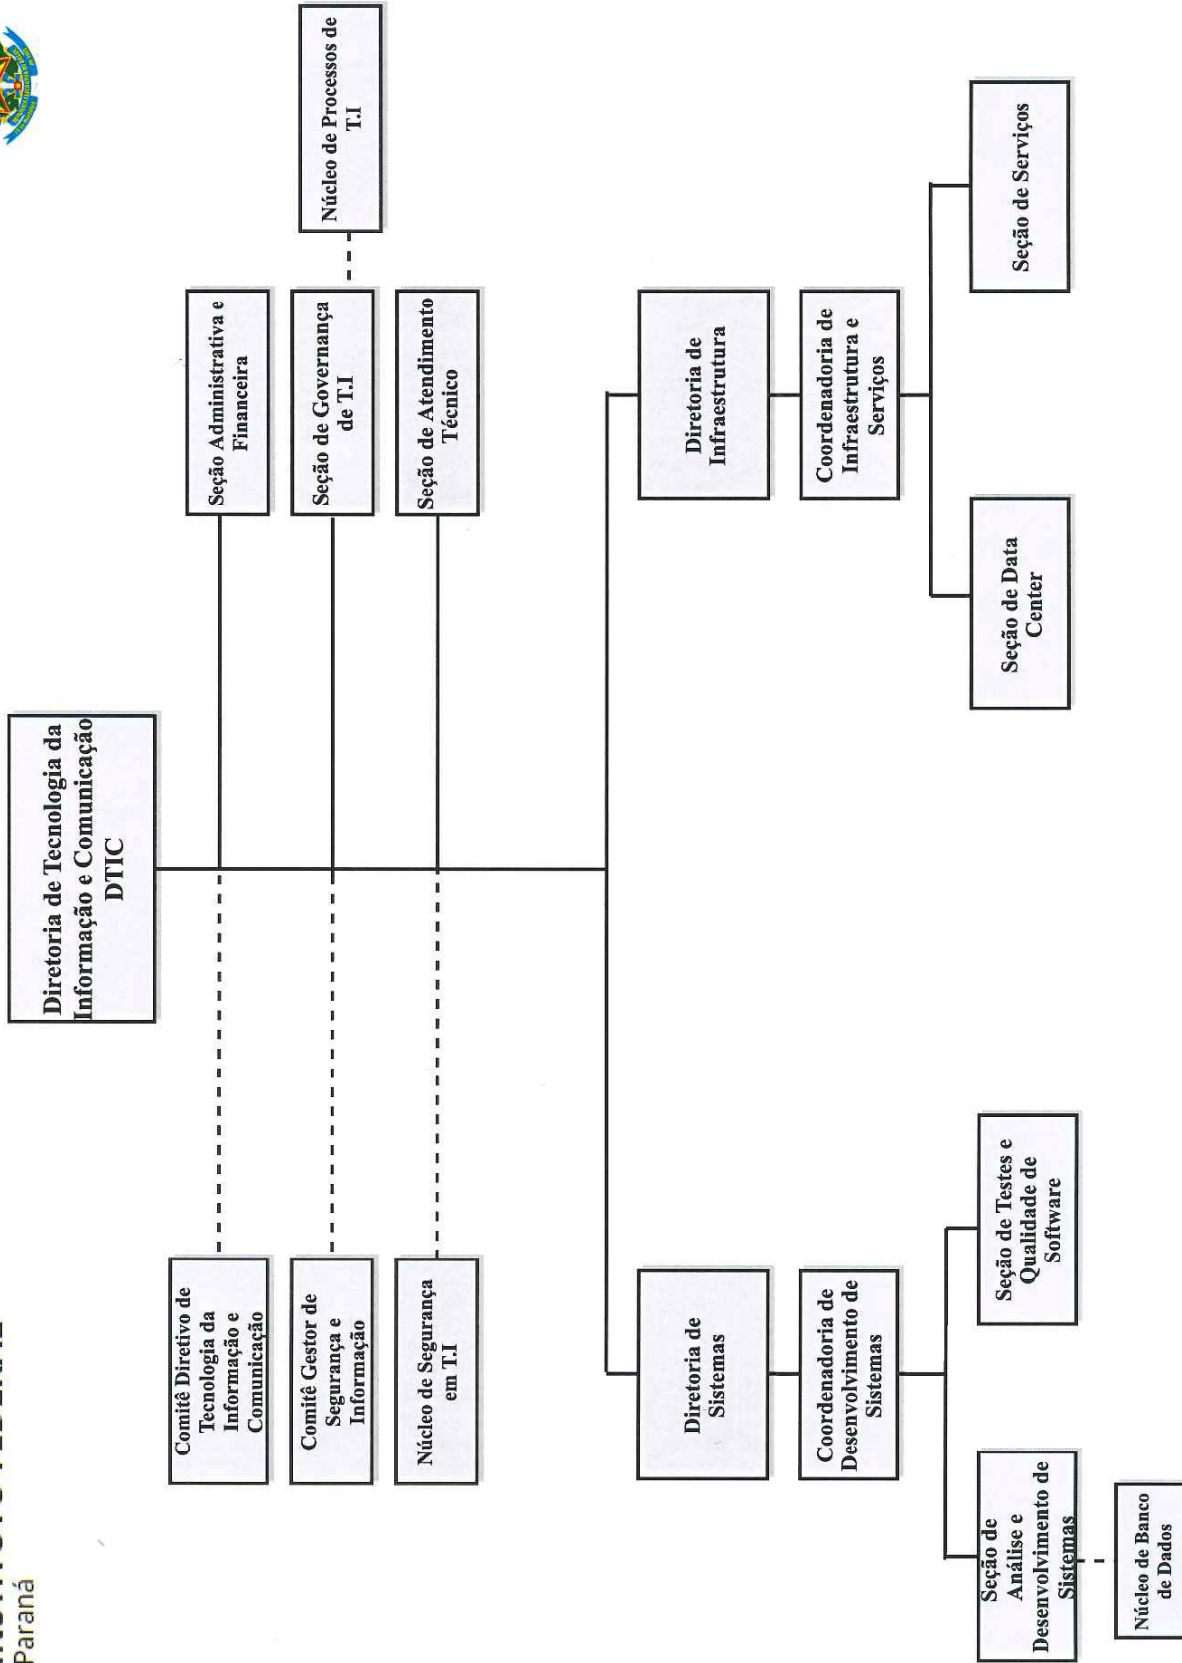 Paraná
Diretoria de Tecnologia da
Informação e Comunicação
DTIC
Comitê Diretivo de
Tecnologia da
Informação e
Comunicação
Seção Administrativa e
Financeira
Comitê Gestor de
Segurança e
Informação
Seção de Governança
de T.I
Núcleo de Processos de
T.I
Núcleo de Segurança
em T.I
Seção de Atendimento
Técnico
Diretoria de
Sistemas
Diretoria de
Infraestrutura
Coordenadoria de
Desenvolvimento de
Sistemas
Coordenadoria de
Infraestrutura e
Serviços
Seção de
Análise e
Desenvolvimento de
Sistemas
Seção de Testes e
Qualidade de
Software
Seção de Data
Center
Seção de Serviços
Núcleo de Banco
de Dados